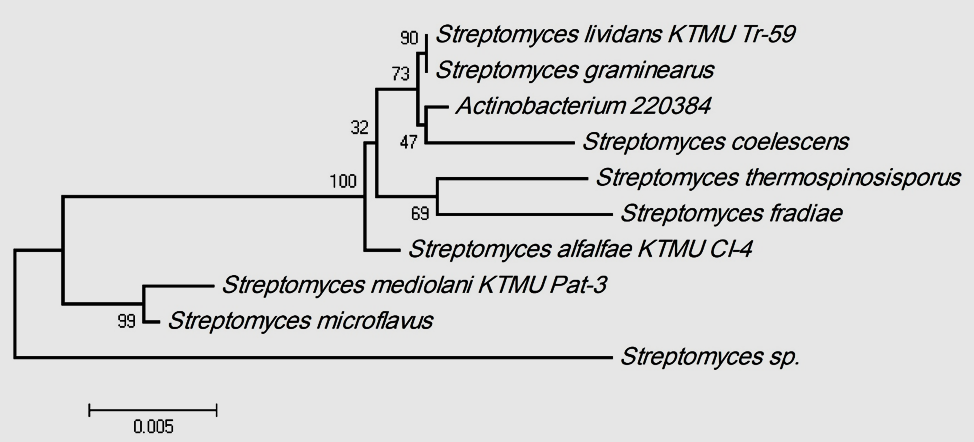 90 Streptomyces lividans KTMU Tr-59
73 Streptomyces graminearus
Actinobacterium 220384
32
47 Streptomyces coelescens
100 Streptomyces thermospinosisporus
69 Streptomyces fradiae
Streptomyces alfalfae KTMU Cl-4
Streptomyces mediolani KTMU Pat-3
99 Streptomyces microflavus
Streptomyces sp.
0.005